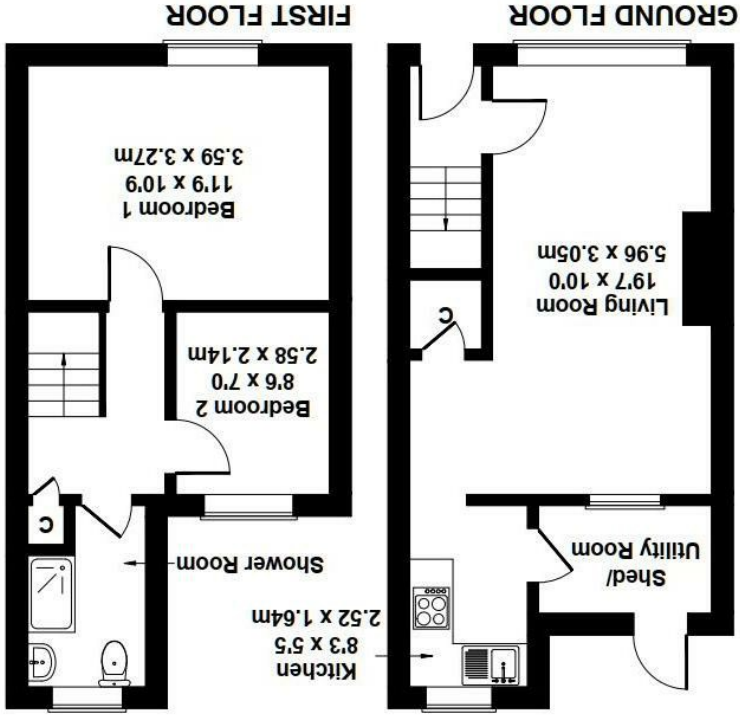 GROUND FLOOR
Shed/
Utility Room
Kitchen
8'3 x 5'5
2.52 x 1.64m
C
Living Room
19'7 x 10'0
5.96 x 3.05m
FIRST FLOOR
Shower Room
C
Bedroom 2
8'6 x 7'0
2.58 x 2.14m
Bedroom 1
11'9 x 10'9
3.59 x 3.27m